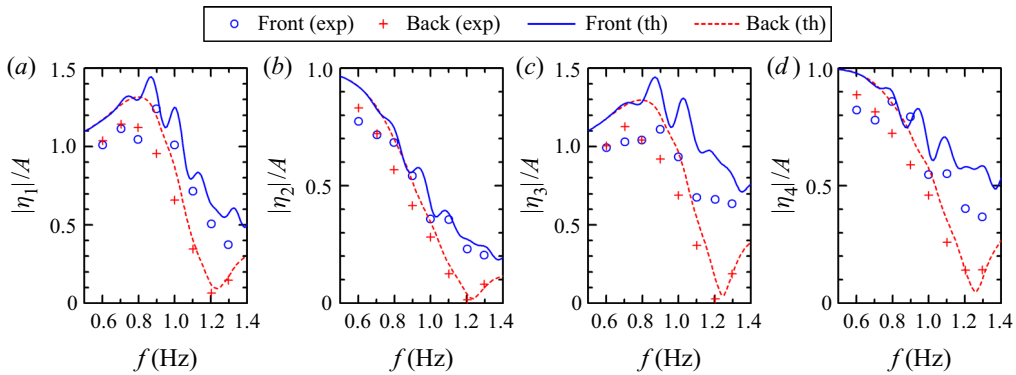 Front (exp) Back (exp) Front (th) Back (th)
(a) (b) (c) (d)
1.5 1.0 1.5 1.0
|η1|/A |η2|/A |η3|/A |η4|/A
1.0 0.5 1.0 0.5
0.5 0.5
0 0 0 0
0.6 0.8 1.0 1.2 1.4 0.6 0.8 1.0 1.2 1.4 0.6 0.8 1.0 1.2 1.4 0.6 0.8 1.0 1.2 1.4
f (Hz) f (Hz) f (Hz) f (Hz)